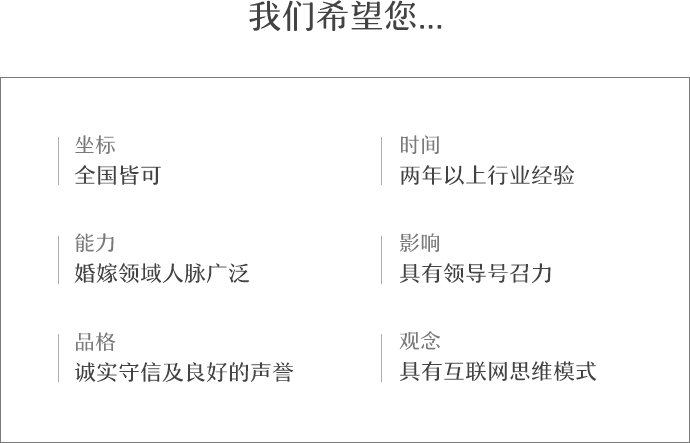 我们希望您...
坐标
全国皆可
时间
两年以上行业经验
能力
婚嫁领域人脉广泛
影响
具有领导号召力
品格
诚实守信及良好的声誉
观念
具有互联网思维模式